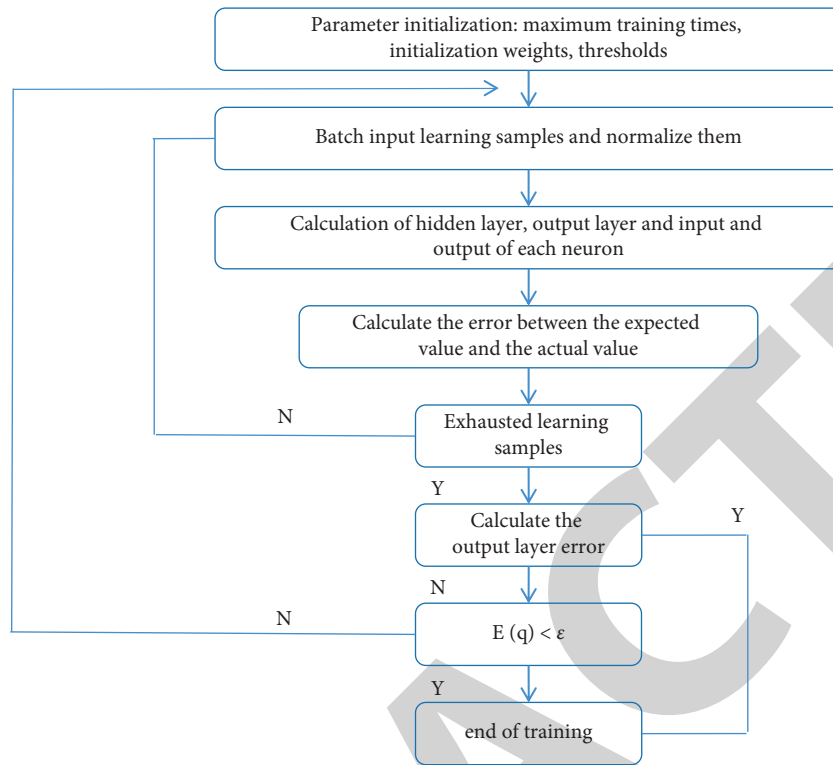 Parameter initialization: maximum training times,
initialization weights, thresholds
Batch input learning samples and normalize them
Calculation of hidden layer, output layer and input and
output of each neuron
Calculate the error between the expected
value and the actual value
N
Exhausted learning
samples
Y
Calculate the
output layer error
Y
N
N
E (q) < ε
Y
end of training
ACT